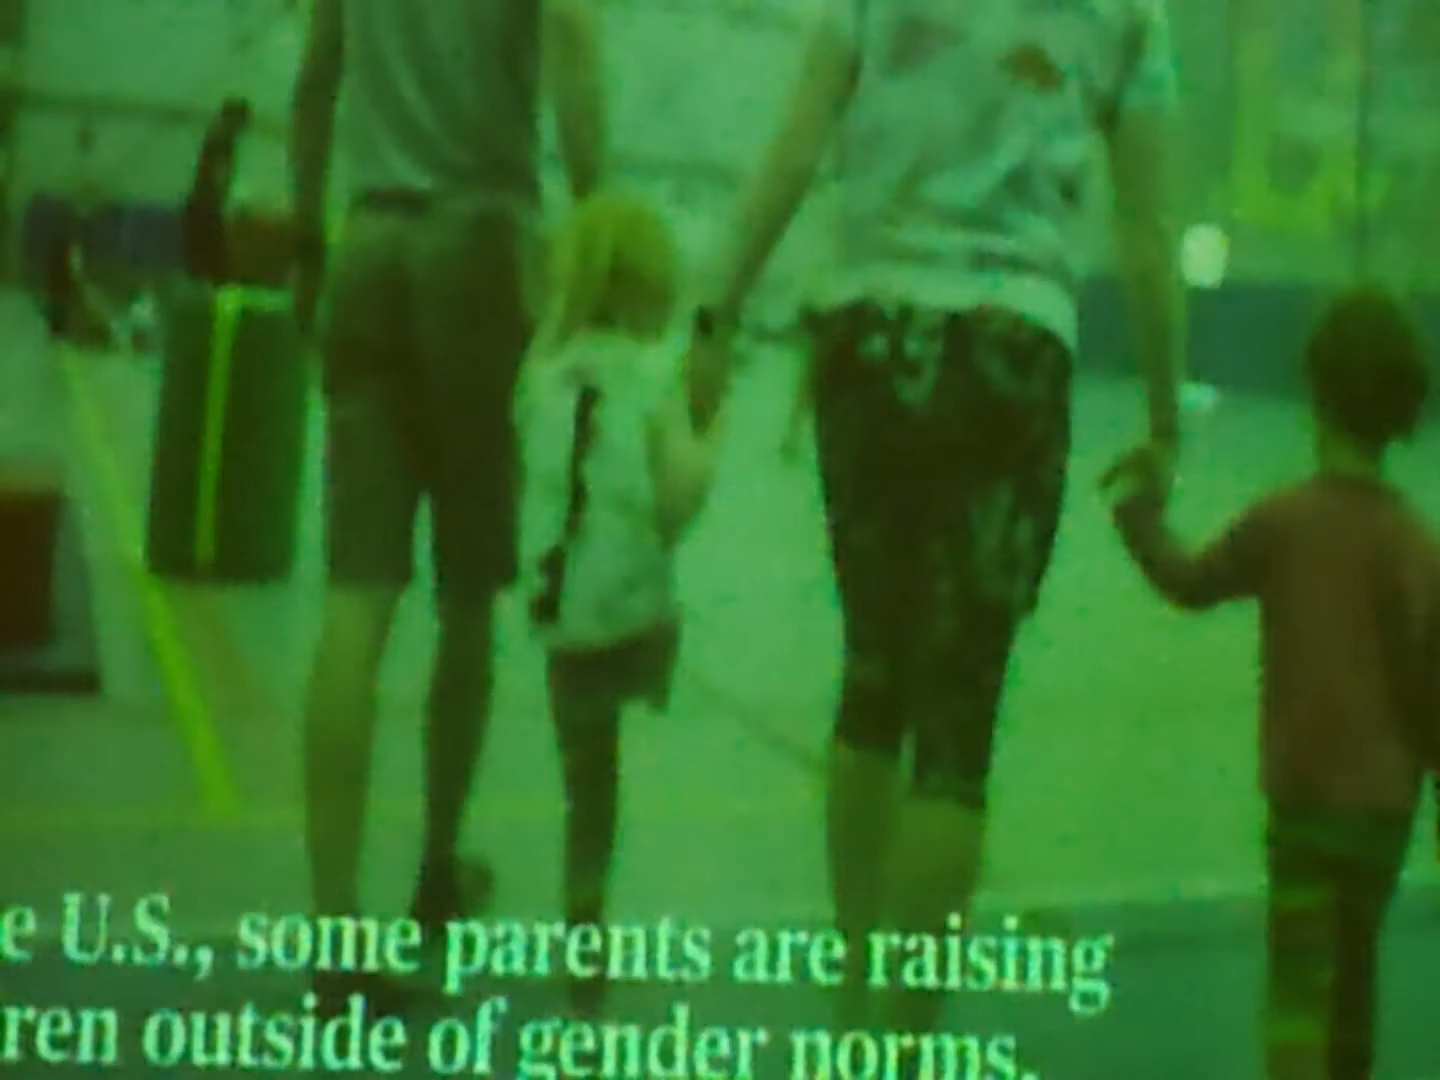 e U.S., some parents are raising
ren outside of gender norms.